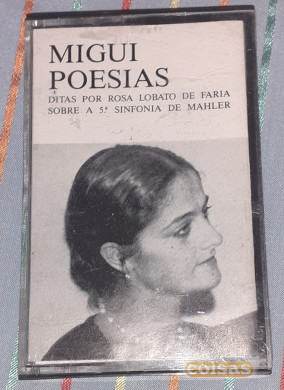 MIGUI
POESIAS
DITAS POR ROSA LOBATO DE FARIA
SOBRE A 5.ª SINFONIA DE MAHLER
coisas